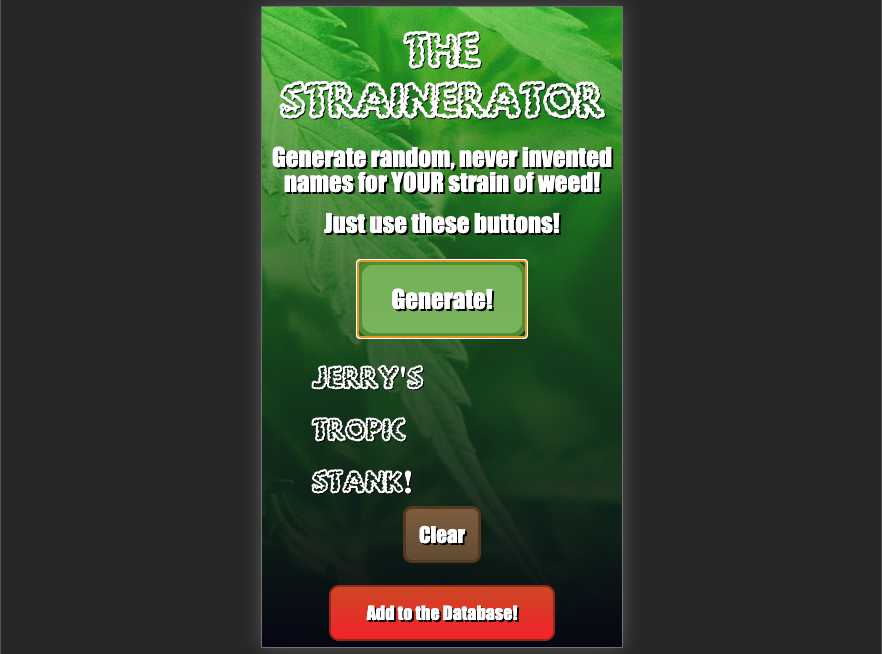 THE
STRAINERATOR
Generate random, never invented
names for YOUR strain of weed!
Just use these buttons!
Generate!
JERRY'S
TROPIC
STANK!
Clear
Add to the Database!